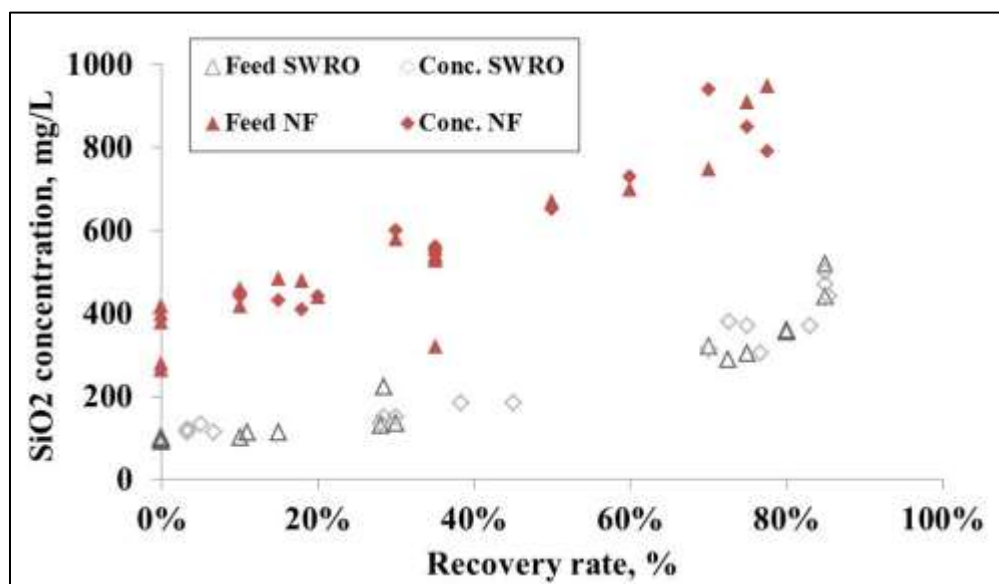 Feed SWRO
Conc. SWRO
Feed NF
Conc. NF
SiO2 concentration, mg/L
1000
800
600
400
200
0
0%
20%
40%
60%
80%
100%
Recovery rate, %